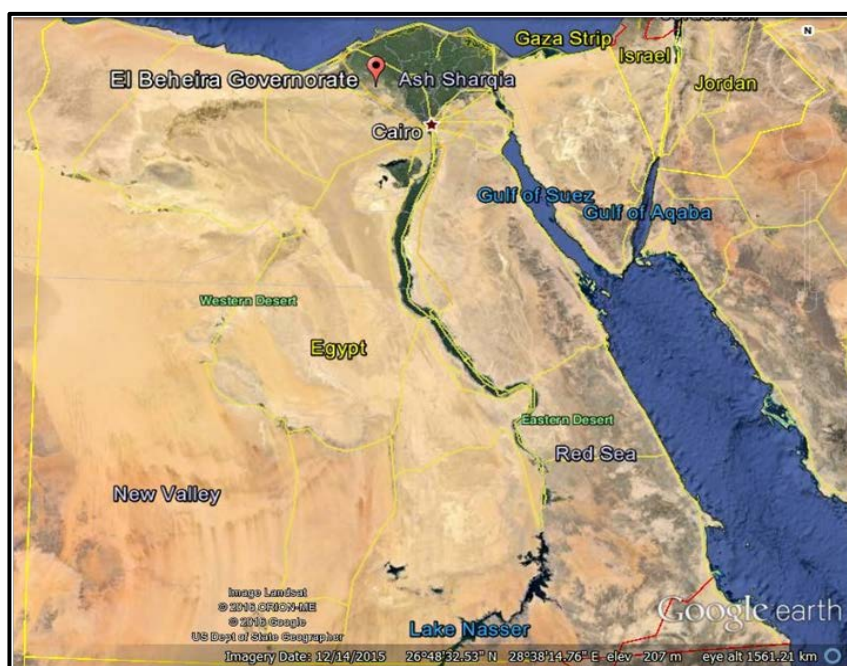 N
Gaza Strip
Israel
El Beheira Governorate
Ash Sharqia
Jordan
Cairo
Gulf of Suez
Gulf of Aqaba
Western Desert
Egypt
Eastern Desert
Red Sea
New Valley
Image Landsat
© 2016 ORION-ME
© 2016 Google
US Dept of State Geographer
Google earth
Lake Nasser
Imagery Date: 12/14/2015 26°48'32.53" N 28°38'14.76" E elev 207 m eye alt 1561.21 km